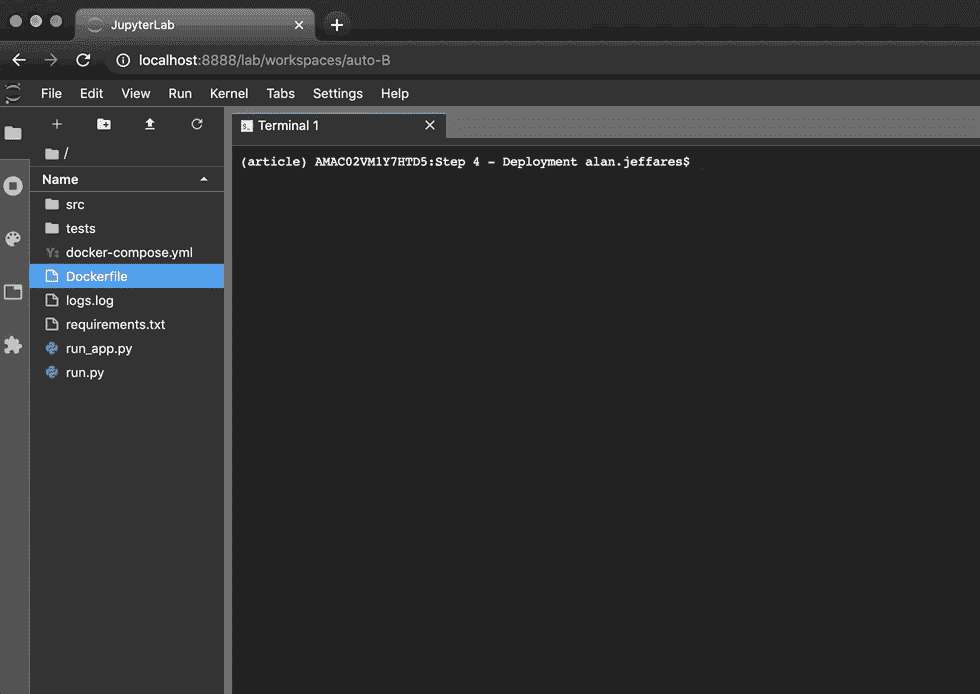 JupyterLab
localhost:8888/lab/workspaces/auto-B
File Edit View Run Kernel Tabs Settings Help
Terminal 1
/
Name
(article) AMAC02VM1Y7HTD5:Step 4 - Deployment alan.jeffares$
src
tests
docker-compose.yml
Dockerfile
logs.log
requirements.txt
run_app.py
run.py